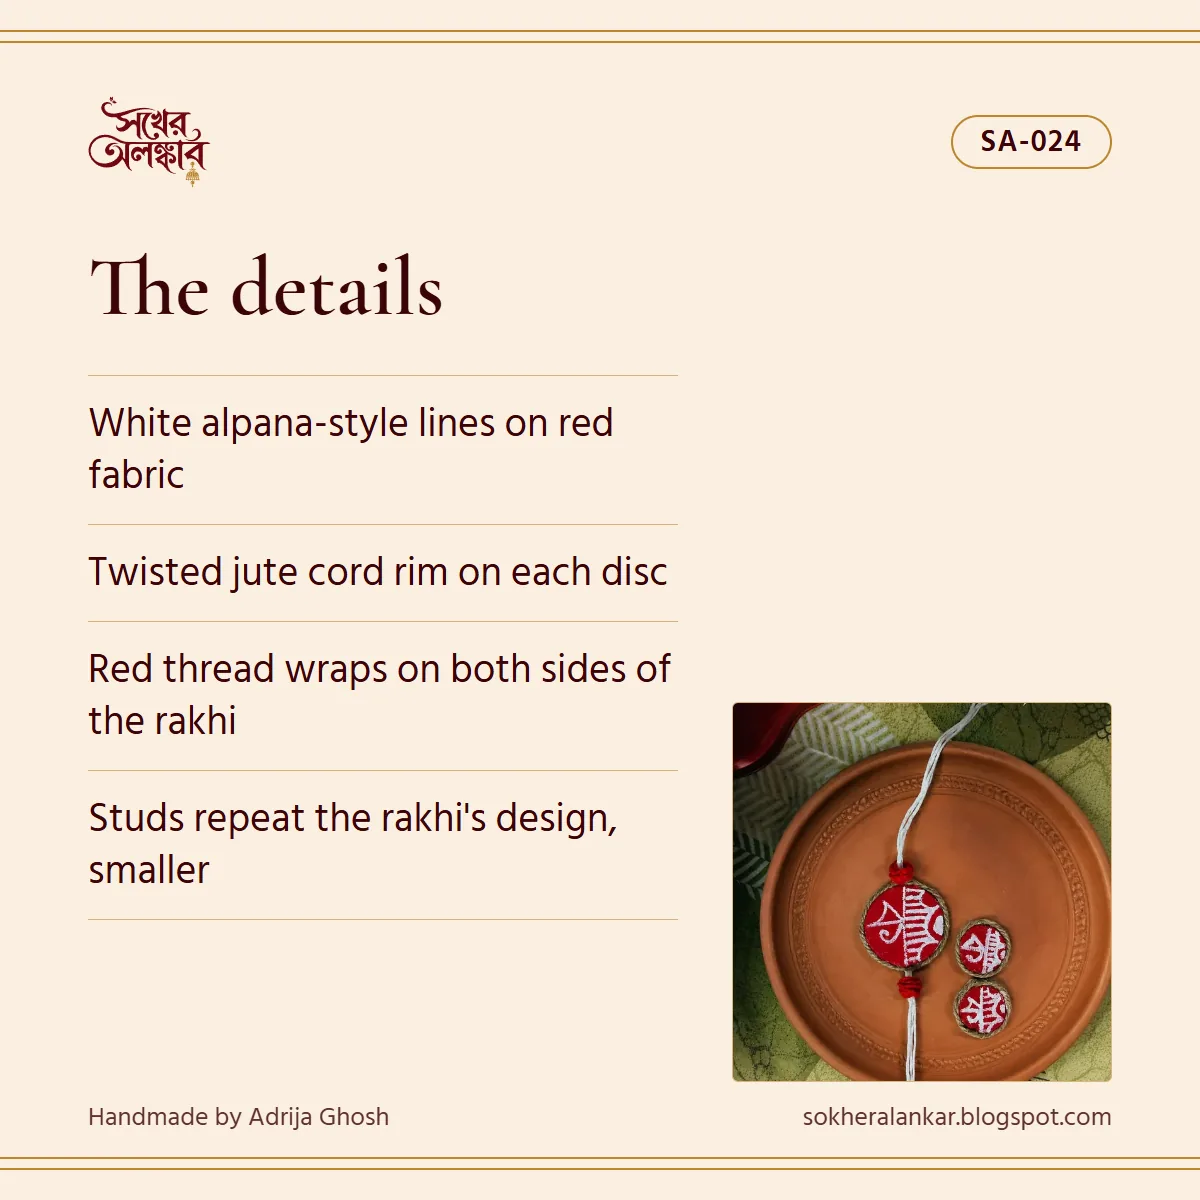 সখের
অলঙ্কার
SA-024
The details
White alpana-style lines on red
fabric
Twisted jute cord rim on each disc
Red thread wraps on both sides of
the rakhi
Studs repeat the rakhi's design,
smaller
Handmade by Adrija Ghosh
sokheralankar.blogspot.com